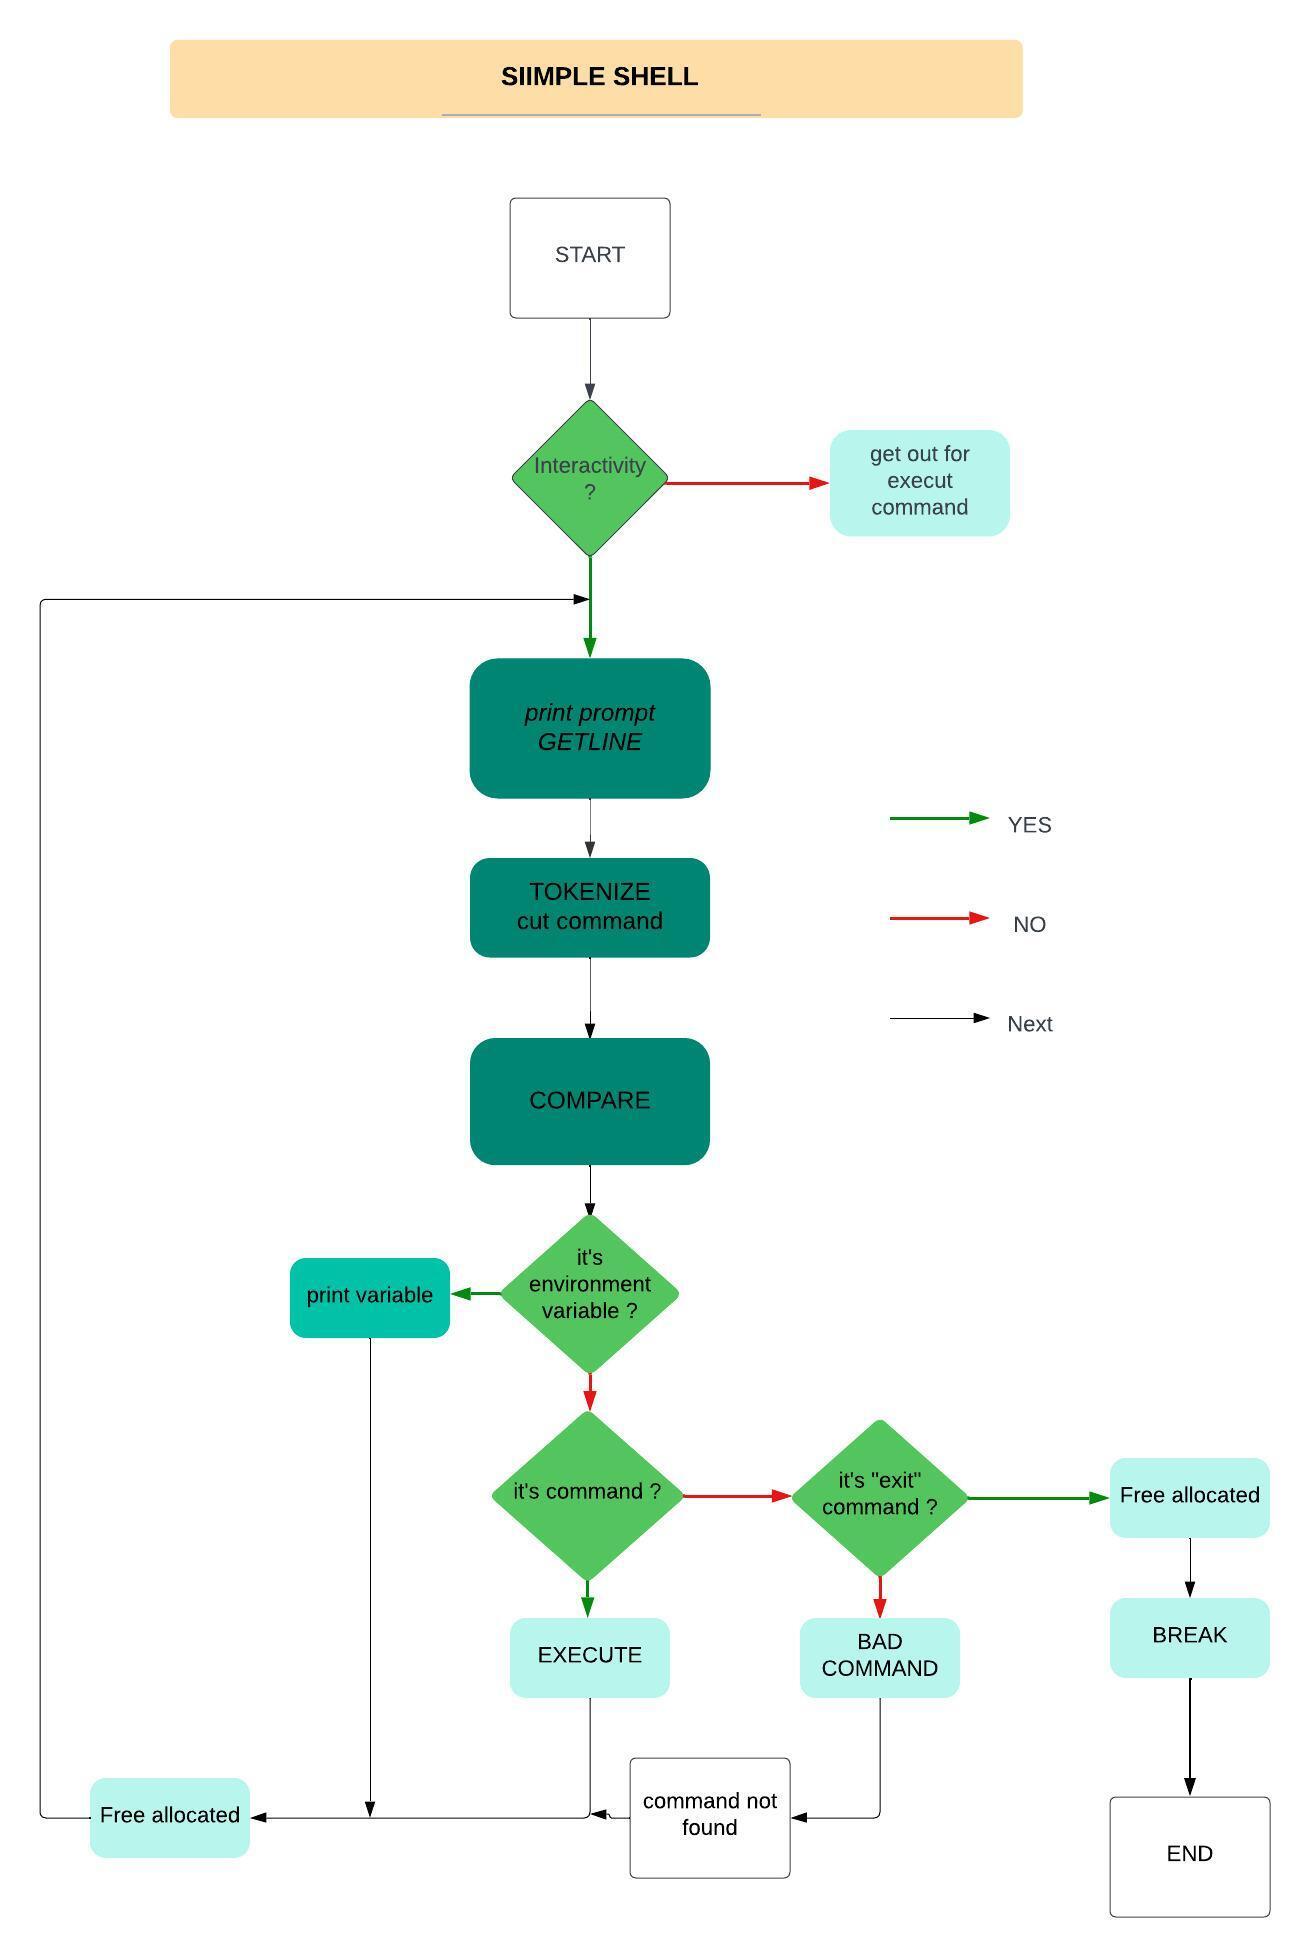 SIIMPLE SHELL
START
Interactivity
?
get out for
execut
command
print prompt
GETLINE
YES
TOKENIZE
cut command
NO
Next
COMPARE
it's
environment
variable ?
print variable
it's command ?
it's "exit"
command ?
Free allocated
EXECUTE
BAD
COMMAND
BREAK
command not
found
Free allocated
END